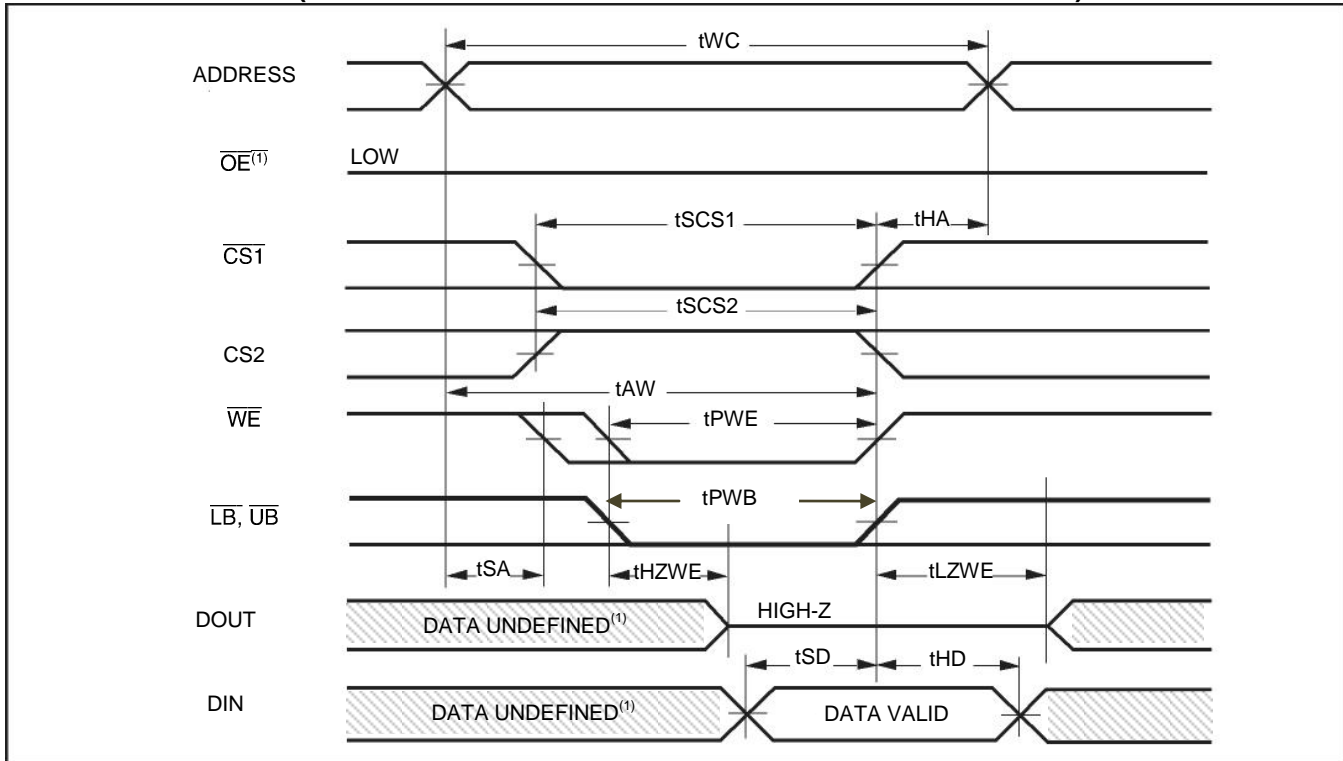 tWC
ADDRESS
OE(1) LOW
tSCS1 tHA
CS1
tSCS2
CS2
tAW
WE tPWE
LB, UB tPWB
tSA tHZWE tLZWE
DOUT DATA UNDEFINED(1) HIGH-Z
tSD tHD
DIN DATA UNDEFINED(1) DATA VALID